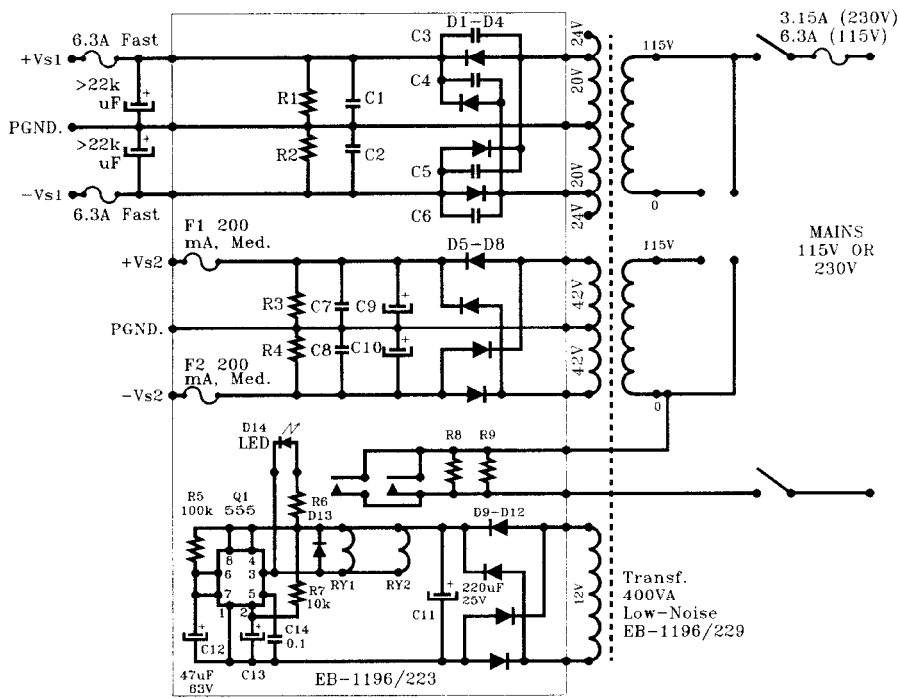 D1-D4
3.15A (230V)
6.3A (115V)
6.3A Fast
C3
24V
115V
+Vs1
>22k
uF
+
C4
20V
R1
C1
PGND.
>22k
uF
+
R2
C2
C5
20V
-Vs1
6.3A Fast
C6
24V
0
F1 200
mA, Med.
D5-D8
115V
MAINS
115V OR
230V
+Vs2
R3
C7
C9
+
42V
PGND.
R4
C8
C10
+
42V
F2 200
mA, Med.
-Vs2
0
D14
LED
R8
R9
R5
100k
Q1
555
R6
D13
D9-D12
8
4
6
3
7
5
1
2
RY1
RY2
R7
10k
220uF
25V
C11
+
12V
Transf.
400VA
Low-Noise
EB-1196/229
+
C12
+
C14
0.1
47uF
63V
C13
EB-1196/223